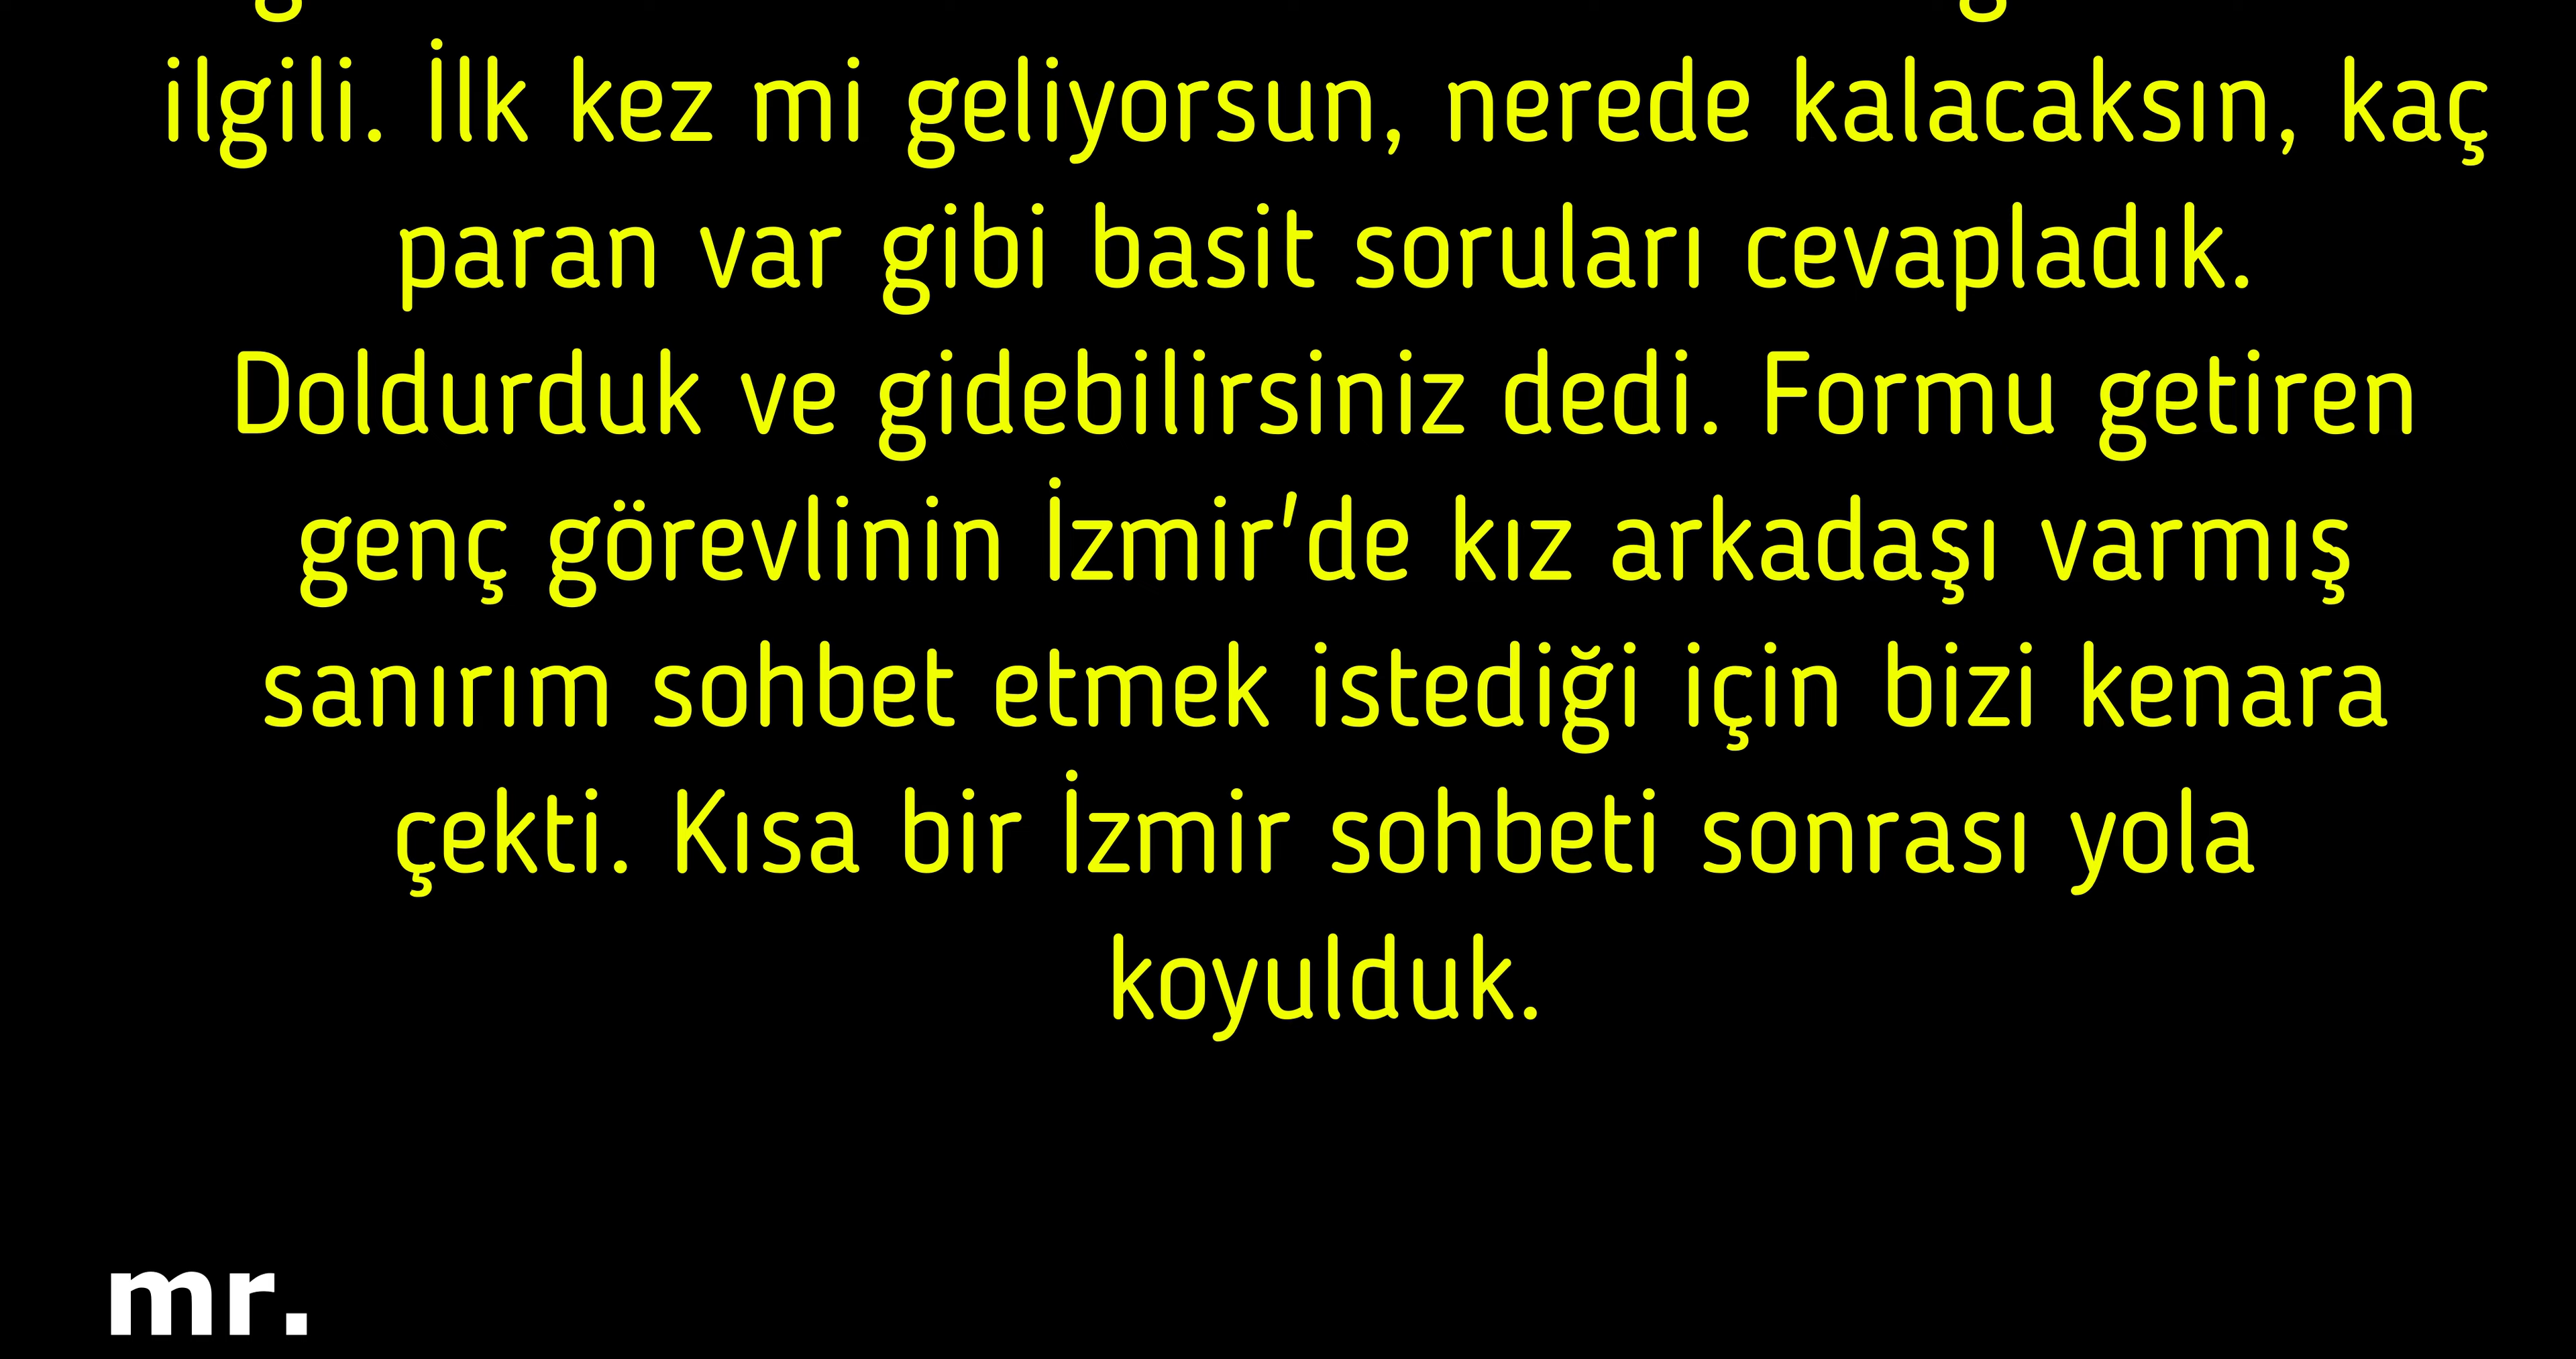 ilgili. İlk kez mi geliyorsun, nerede kalacaksın, kaç
paran var gibi basit soruları cevapladık.
Doldurduk ve gidebilirsiniz dedi. Formu getiren
genç görevlinin İzmir'de kız arkadaşı varmış
sanırım sohbet etmek istediği için bizi kenara
çekti. Kısa bir İzmir sohbeti sonrası yola
koyulduk.
mr.